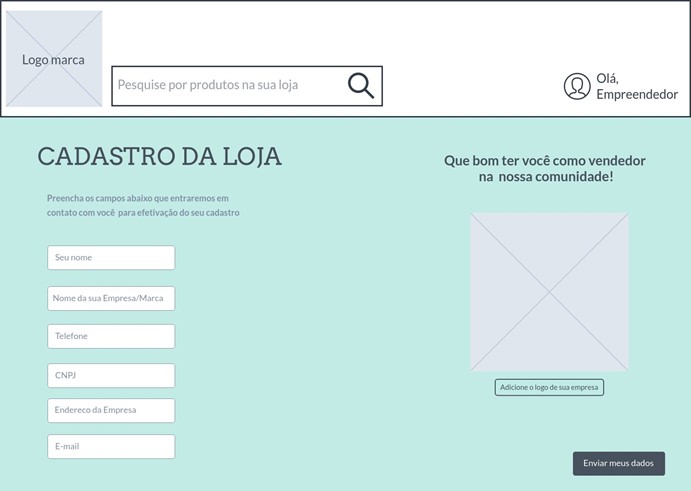 Logo marca
Pesquise por produtos na sua loja
Olá,
Empreendedor
CADASTRO DA LOJA
Preencha os campos abaixo que entraremos em
contato com você para efetivação do seu cadastro
Seu nome
Nome da sua Empresa/Marca
Telefone
CNPJ
Endereco da Empresa
E-mail
Que bom ter você como vendedor
na nossa comunidade!
Adicione o logo de sua empresa
Enviar meus dados